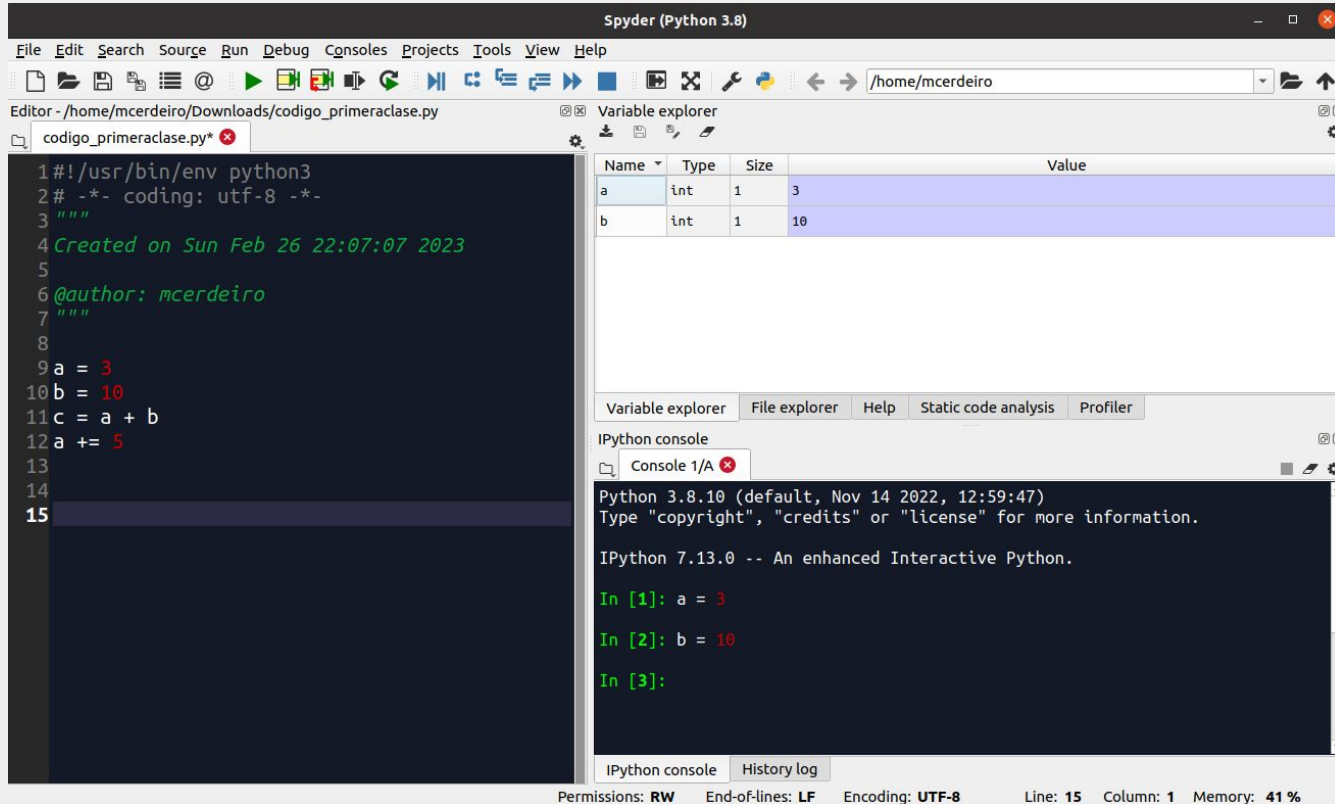 Spyder (Python 3.8)
File Edit Search Source Run Debug Consoles Projects Tools View Help
/home/mcerdeiro
Editor - /home/mcerdeiro/Downloads/codigo_primeraclase.py
codigo_primeraclase.py*
1 #!/usr/bin/env python3
2 # -*- coding: utf-8 -*-
3 """
4 Created on Sun Feb 26 22:07:07 2023
5
6 @author: mcerdeiro
7 """
8
9 a = 3
10 b = 10
11 c = a + b
12 a += 5
13
14
15
Variable explorer
Name Type Size Value
a int 1 3
b int 1 10
Variable explorer File explorer Help Static code analysis Profiler
IPython console
Console 1/A
Python 3.8.10 (default, Nov 14 2022, 12:59:47)
Type "copyright", "credits" or "license" for more information.
IPython 7.13.0 -- An enhanced Interactive Python.
In [1]: a = 3
In [2]: b = 10
In [3]:
IPython console History log
Permissions: RW End-of-lines: LF Encoding: UTF-8 Line: 15 Column: 1 Memory: 41 %